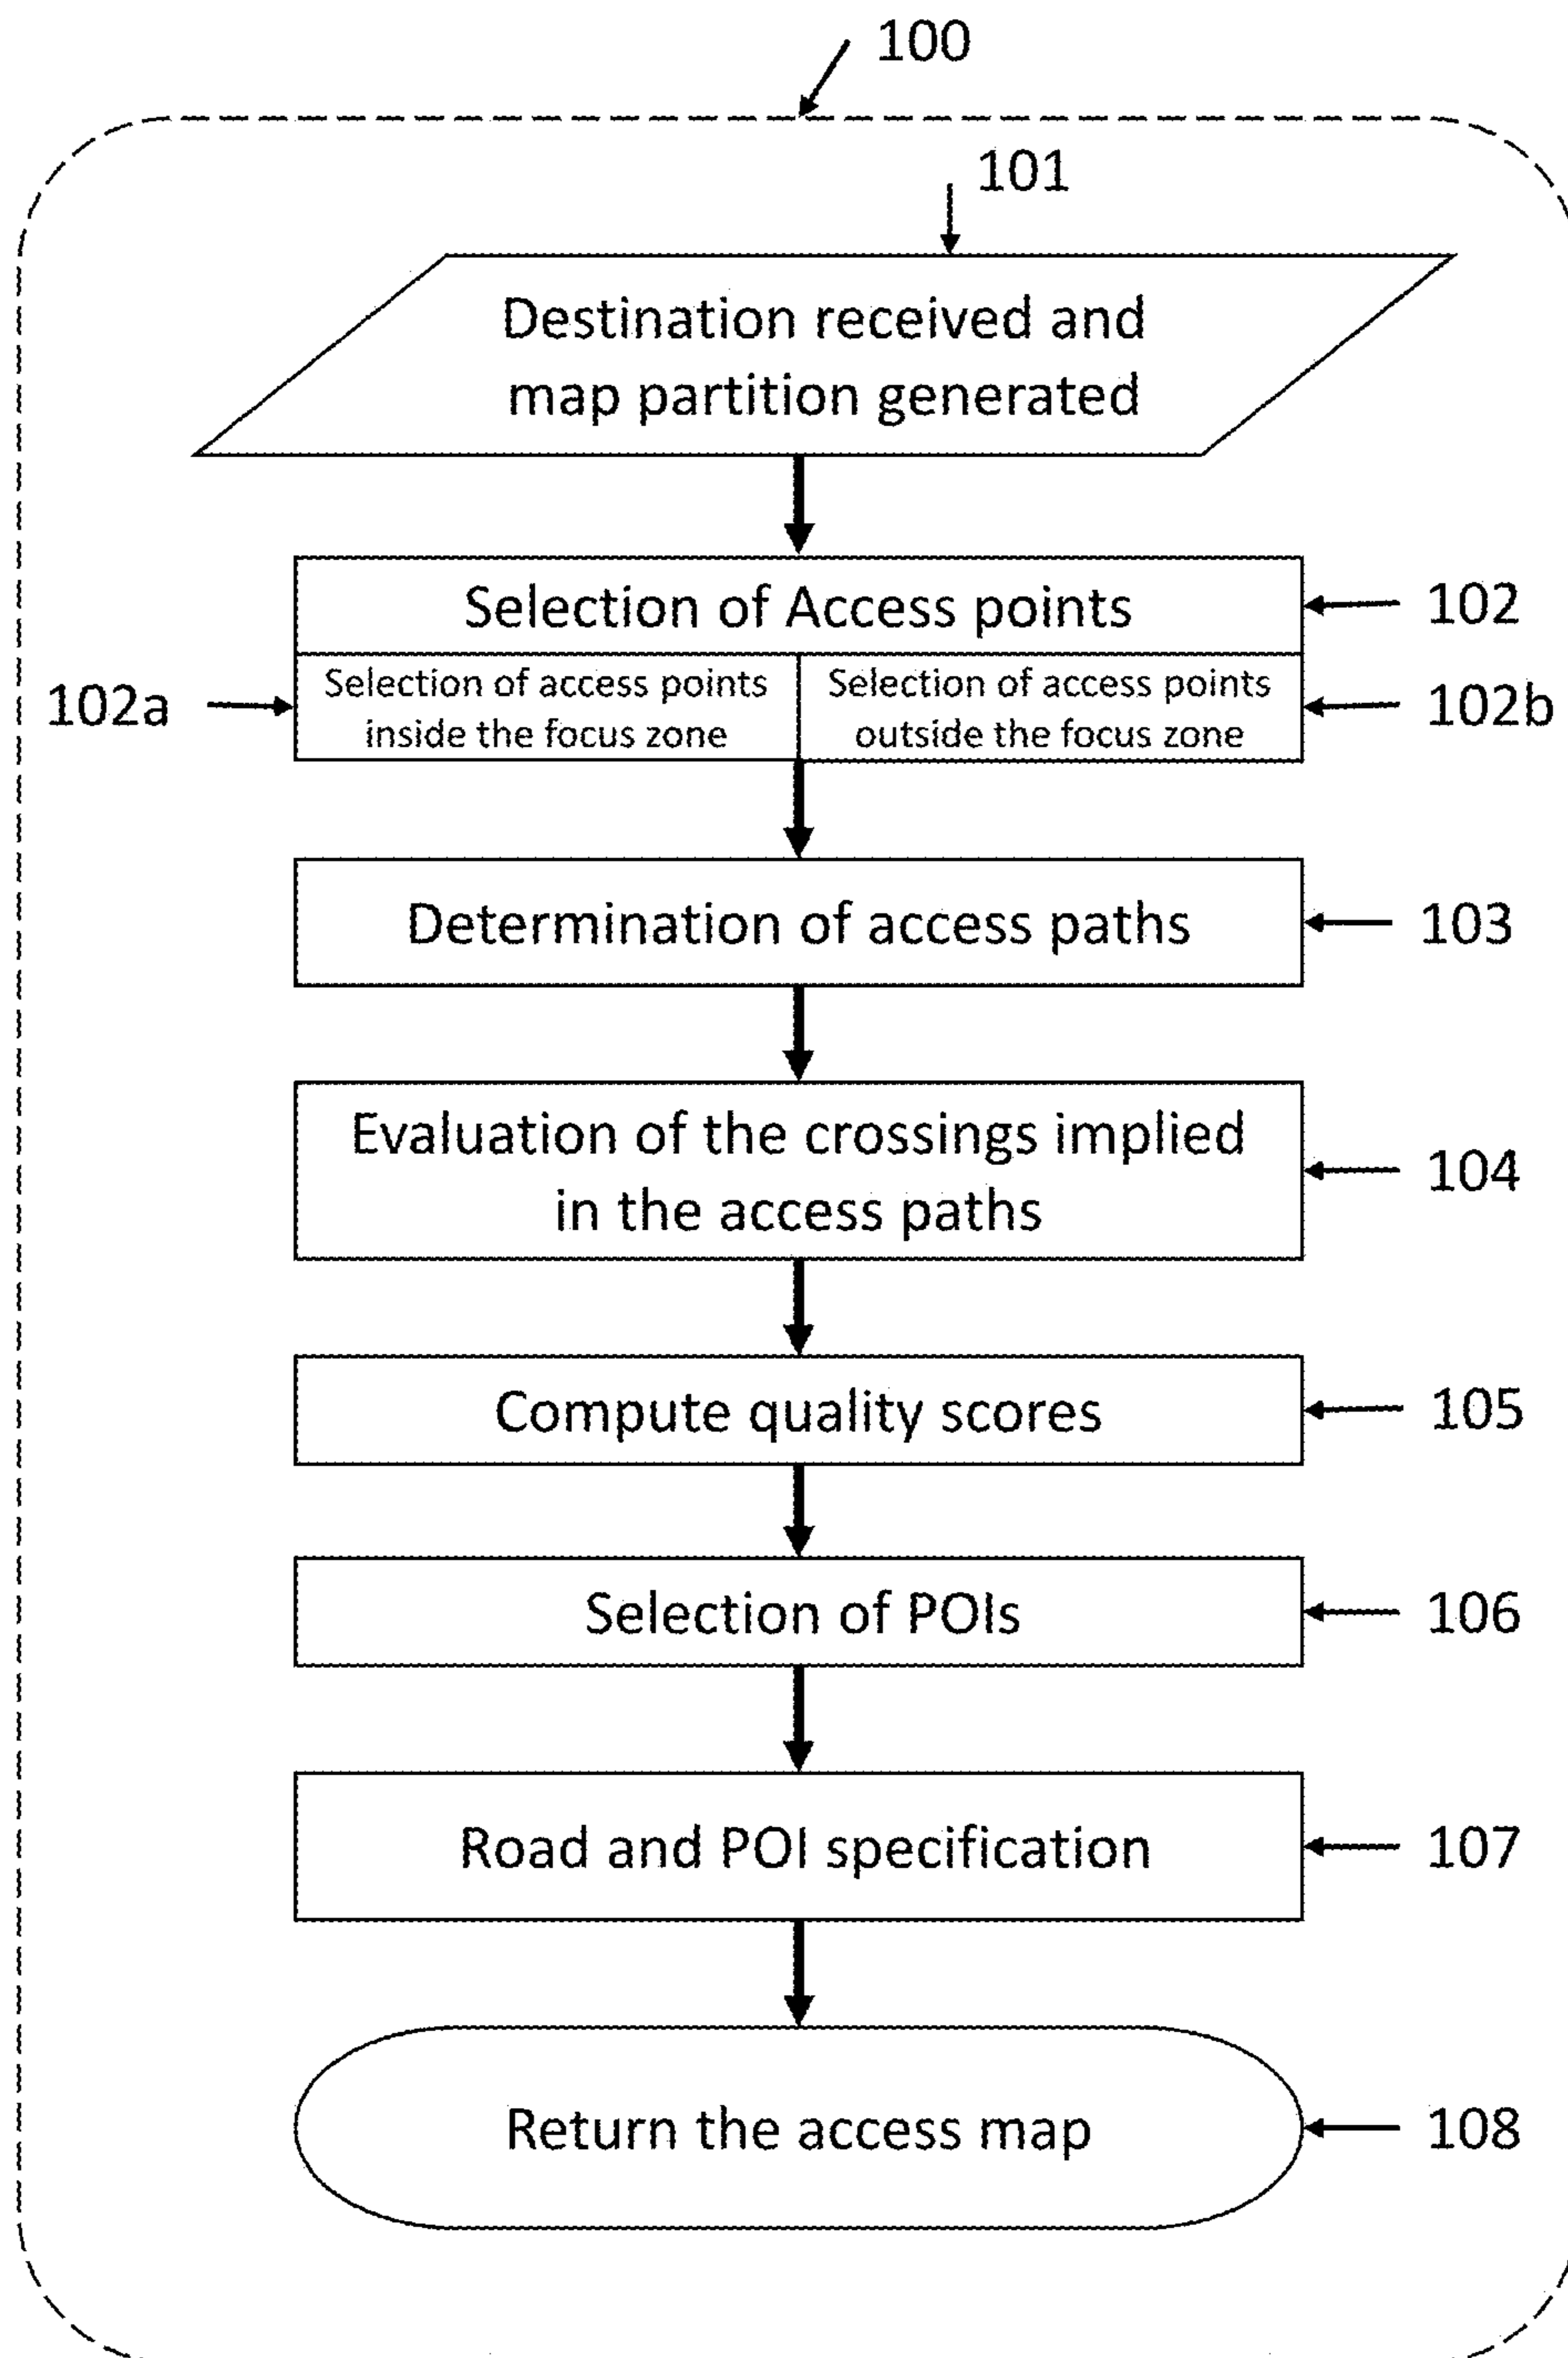 100
101
Destination received and
map partition generated
Selection of Access points
102
102a
Selection of access points
inside the focus zone
Selection of access points
outside the focus zone
102b
Determination of access paths
103
Evaluation of the crossings implied
in the access paths
104
Compute quality scores
105
Selection of POIs
106
Road and POI specification
107
Return the access map
108